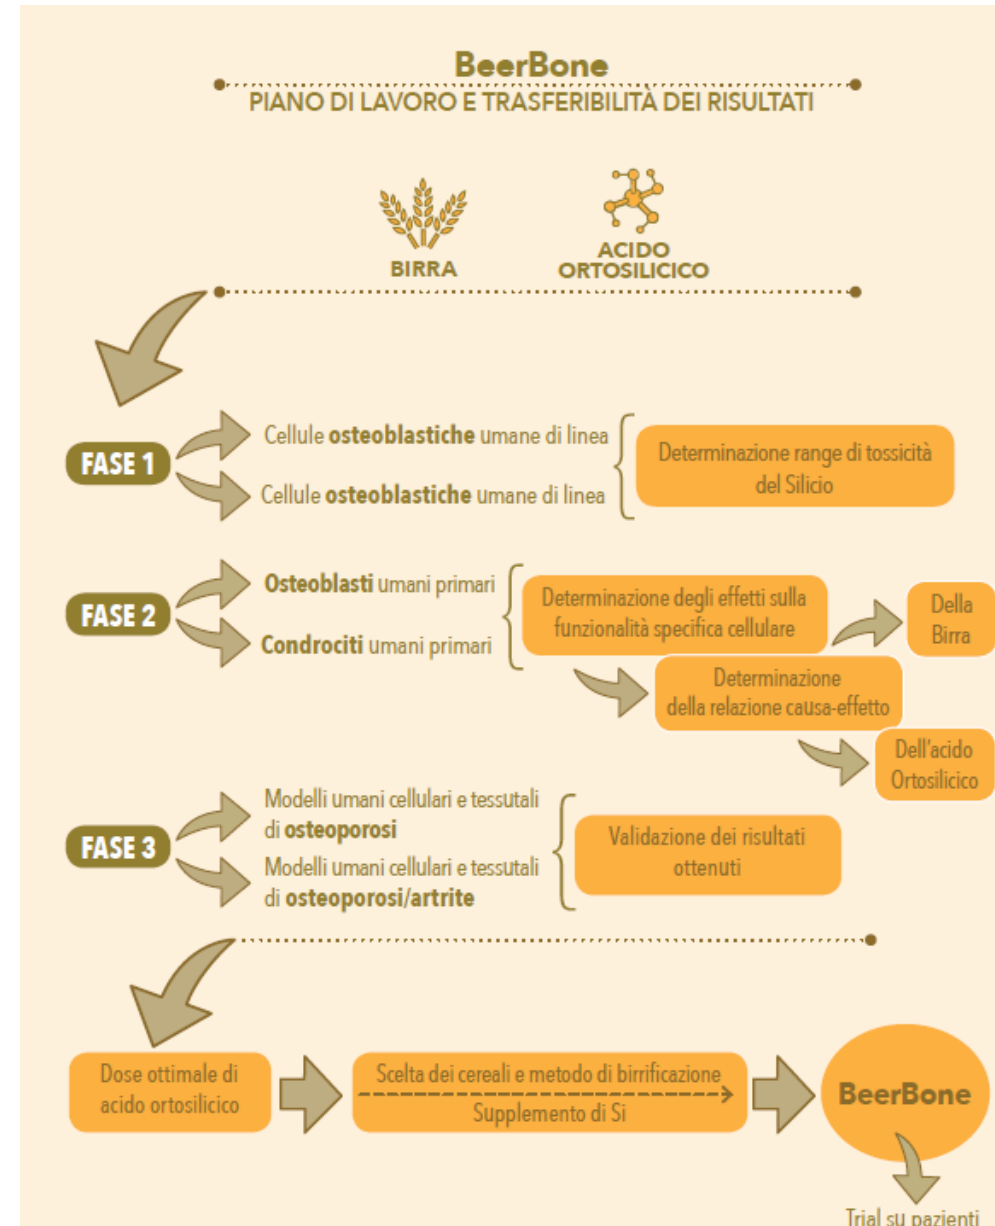 BeerBone
PIANO DI LAVORO E TRASFERIBILITÀ DEI RISULTATI
BIRRA
ACIDO
ORTOSILICICO
FASE 1
Cellule osteoblastiche umane di linea
Cellule osteoblastiche umane di linea
Determinazione range di tossicità
del Silicio
FASE 2
Osteoblasti umani primari
Condrociti umani primari
Determinazione degli effetti sulla
funzionalità specifica cellulare
Determinazione
della relazione causa-effetto
Della
Birra
Dell'acido
Ortosilicico
FASE 3
Modelli umani cellulari e tessutali
di osteoporosi
Modelli umani cellulari e tessutali
di osteoporosi/artrite
Validazione dei risultati
ottenuti
Dose ottimale di
acido ortosilicico
Scelta dei cereali e metodo di birrificazione
Supplemento di Si
BeerBone
Trial su pazienti